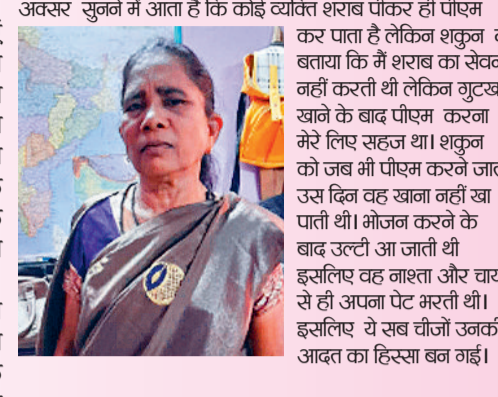 अक्सर सुनने में आता है कि कोई व्यक्ति शराब पीकर ही पीएम
कर पाता है लेकिन शकुन
बताया कि मैं शराब का सेवन
नहीं करती थी लेकिन गुटखा
खाने के बाद पीएम करना
मेरे लिए सहज था। शकुन
को जब भी पीएम करने
उस दिन वह खाना नहीं खा
पाती थी। भोजन करने के
बाद उल्टी आ जाती थी
इसलिए वह नाश्ता और चाय
से ही अपना पेट भरती थी।
इसलिए ये सब चीजों उनकी
आदत का हिस्सा बन गई।